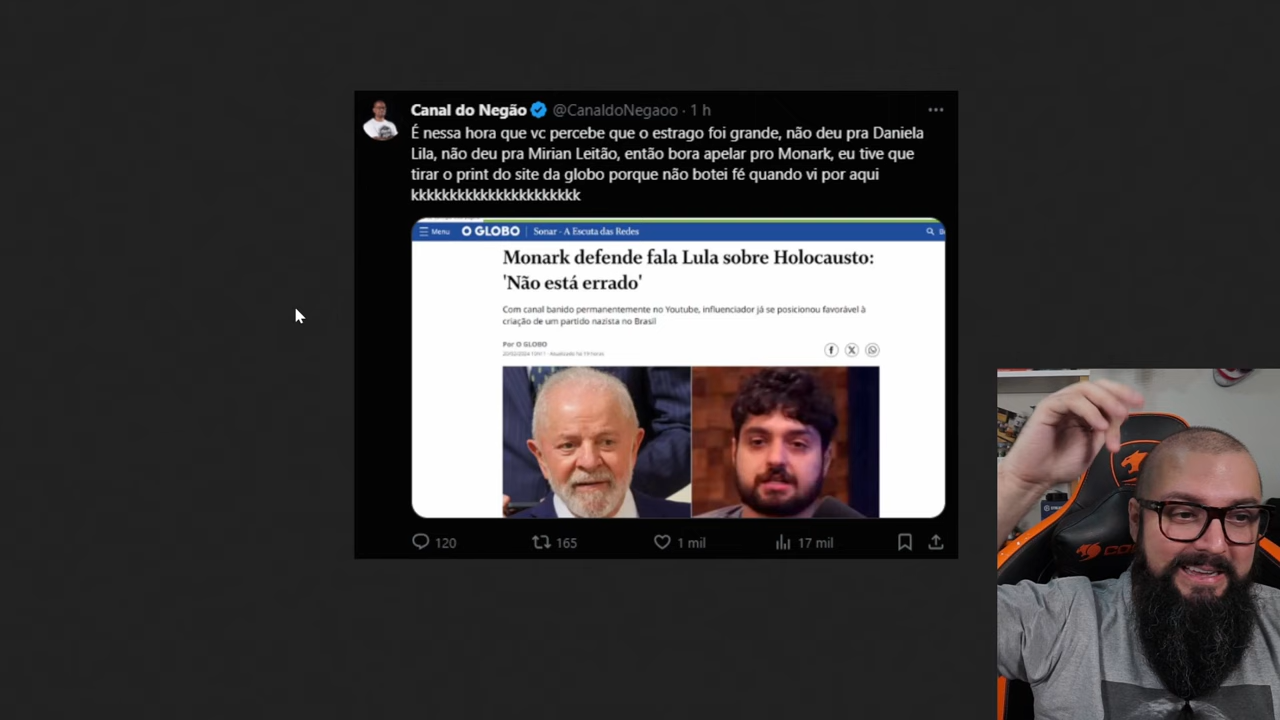 Canal do Negão @CanaldoNegaoo · 1 h
É nessa hora que vc percebe que o estrago foi grande, não deu pra Daniela
Lila, não deu pra Mirian Leitão, então bora apelar pro Monark, eu tive que
tirar o print do site da globo porque não botei fé quando vi por aqui
kkkkkkkkkkkkkkkkkkkkkk
Menu O GLOBO Sonar - A Escuta das Redes
Monark defende fala Lula sobre Holocausto:
'Não está errado'
Com canal banido permanentemente no Youtube, influenciador já se posicionou favorável à
criação de um partido nazista no Brasil
Por O GLOBO
120 165 1 mil 17 mil